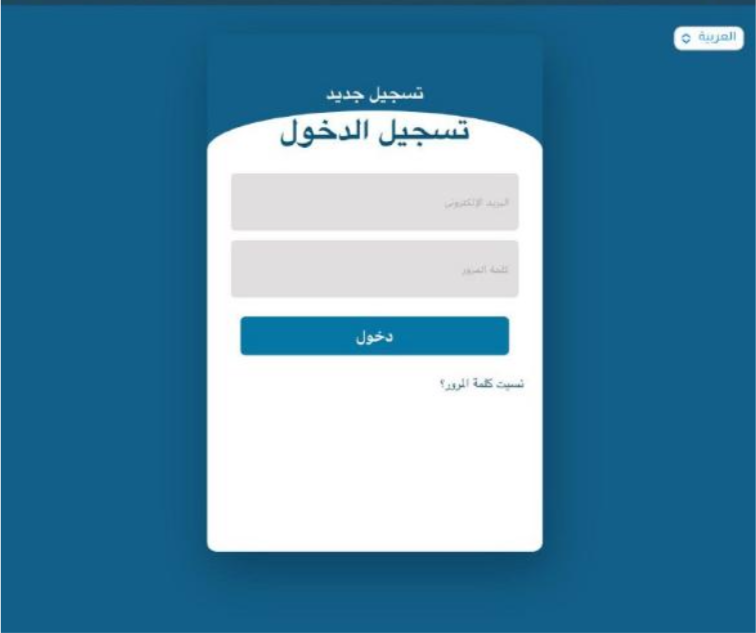 العربية
تسجيل جديد
تسجيل الدخول
البريد الإلكتروني
كلمة المرور
دخول
نسيت كلمة المرور؟